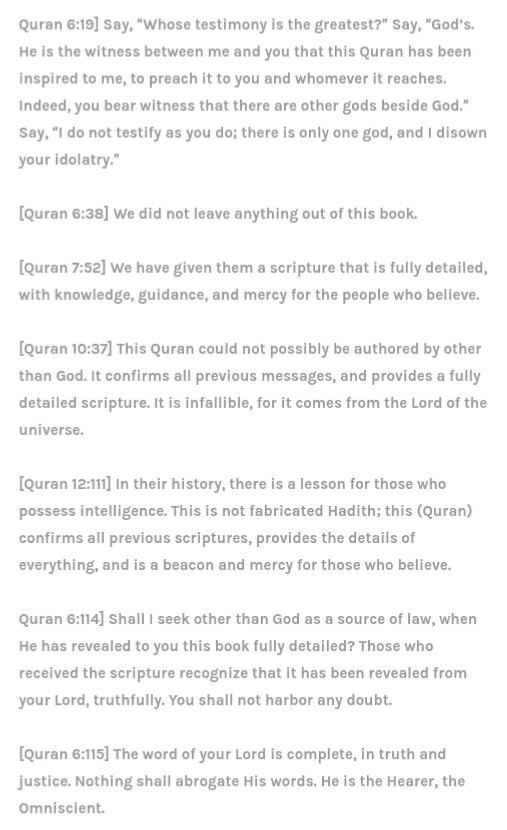 Quran 6:19] Say, “Whose testimony is the greatest?” Say, “God’s.
He is the witness between me and you that this Quran has been
inspired to me, to preach it to you and whomever it reaches.
Indeed, you bear witness that there are other gods beside God.”
Say, “I do not testify as you do; there is only one god, and I disown
your idolatry.”
[Quran 6:38] We did not leave anything out of this book.
[Quran 7:52] We have given them a scripture that is fully detailed,
with knowledge, guidance, and mercy for the people who believe.
[Quran 10:37] This Quran could not possibly be authored by other
than God. It confirms all previous messages, and provides a fully
detailed scripture. It is infallible, for it comes from the Lord of the
universe.
[Quran 12:111] In their history, there is a lesson for those who
possess intelligence. This is not fabricated Hadith; this (Quran)
confirms all previous scriptures, provides the details of
everything, and is a beacon and mercy for those who believe.
Quran 6:114] Shall I seek other than God as a source of law, when
He has revealed to you this book fully detailed? Those who
received the scripture recognize that it has been revealed from
your Lord, truthfully. You shall not harbor any doubt.
[Quran 6:115] The word of your Lord is complete, in truth and
justice. Nothing shall abrogate His words. He is the Hearer, the
Omniscient.